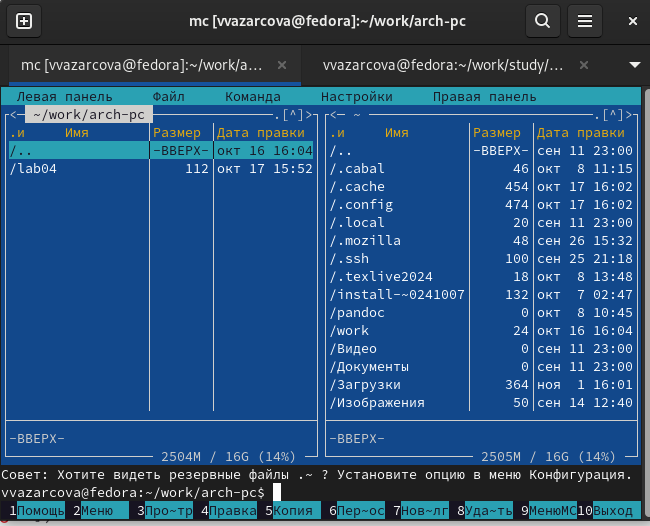 mc [vvazarcova@fedora]:~/work/arch-pc
mc [vvazarcova@fedora]:~/work/a...
vvazarcova@fedora:~/work/study/...
Левая панель Файл Команда Настройки Правая панель
<─ ~/work/arch-pc .[^]> <─ ~ .[^]>
.и Имя Размер Дата правки .и Имя Размер Дата правки
/.. -ВВЕРХ- окт 16 16:04 /.. -ВВЕРХ- сен 11 23:00
/lab04 112 окт 17 15:52 /.cabal 46 окт 8 11:15
/.cache 454 окт 17 16:02
/.config 474 окт 17 16:02
/.local 20 сен 11 23:00
/.mozilla 48 сен 26 15:32
/.ssh 100 сен 25 21:18
/.texlive2024 18 окт 8 13:48
/install-~0241007 132 окт 7 02:47
/pandoc 0 окт 8 10:45
/work 24 окт 16 16:04
/Видео 0 сен 11 23:00
/Документы 0 сен 11 23:00
/Загрузки 364 ноя 1 16:01
/Изображения 50 сен 14 12:40
-ВВЕРХ- -ВВЕРХ-
2504M / 16G (14%) 2505M / 16G (14%)
Совет: Хотите видеть резервные файлы .~ ? Установите опцию в меню Конфигурация.
vvazarcova@fedora:~/work/arch-pc$
1Помощь 2Меню 3Про~тр 4Правка 5Копия 6Пер~ос 7Нов~лг 8Уда~ть 9МенюMC 10Выход